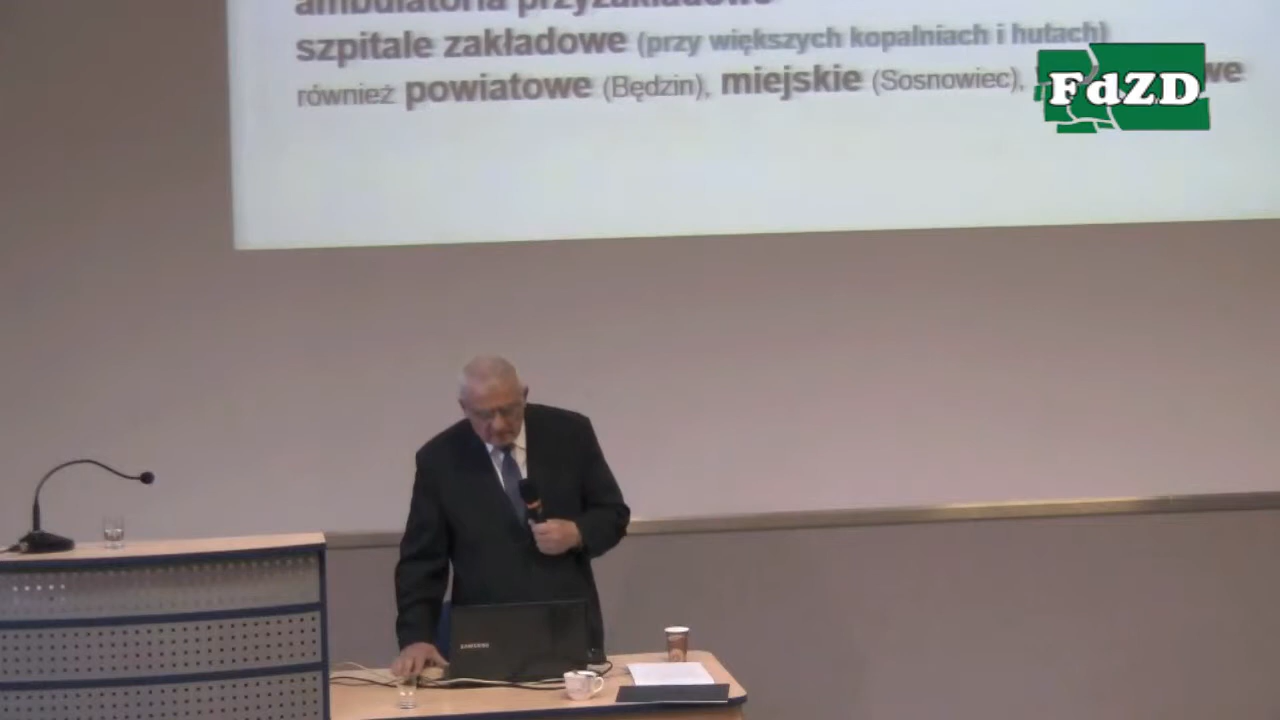 ambulatoria przyzakładowe
szpitale zakładowe (przy większych kopalniach i hutach)
również powiatowe (Będzin), miejskie (Sosnowiec),
FdZD
SAMSUNG